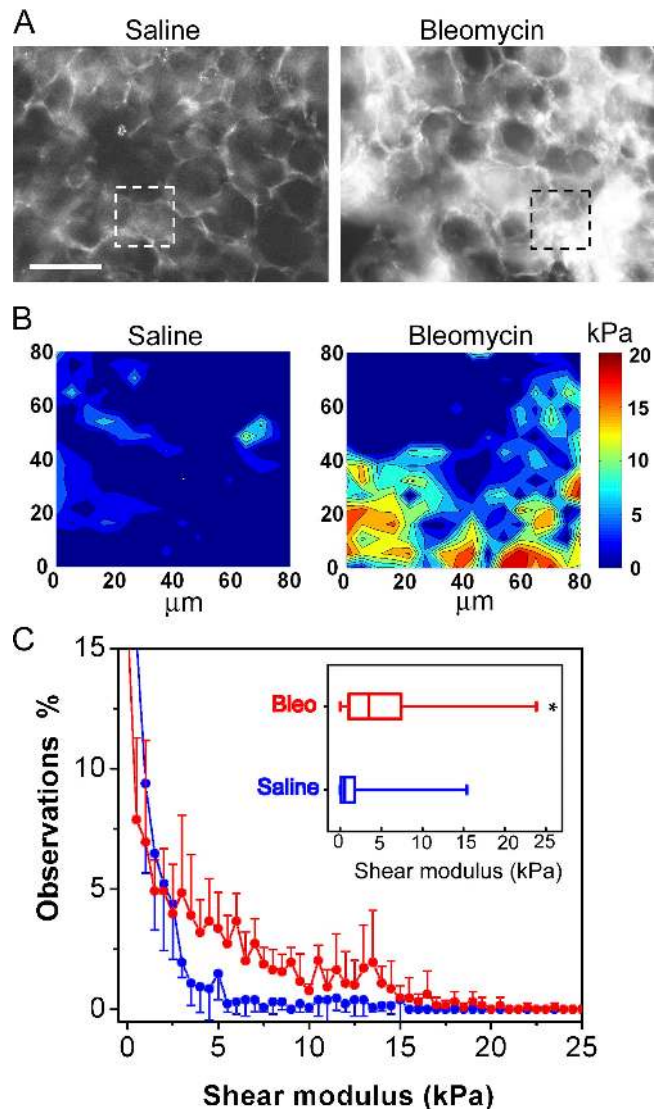 A
Saline Bleomycin
B
Saline Bleomycin kPa
80 80 20
60 60 15
40 40 10
20 20 5
0 0 0
0 20 40 60 80 0 20 40 60 80
μm μm
C
15
10
5
0
Observations %
Bleo *
Saline
0 5 10 15 20 25
Shear modulus (kPa)
0 5 10 15 20 25
Shear modulus (kPa)